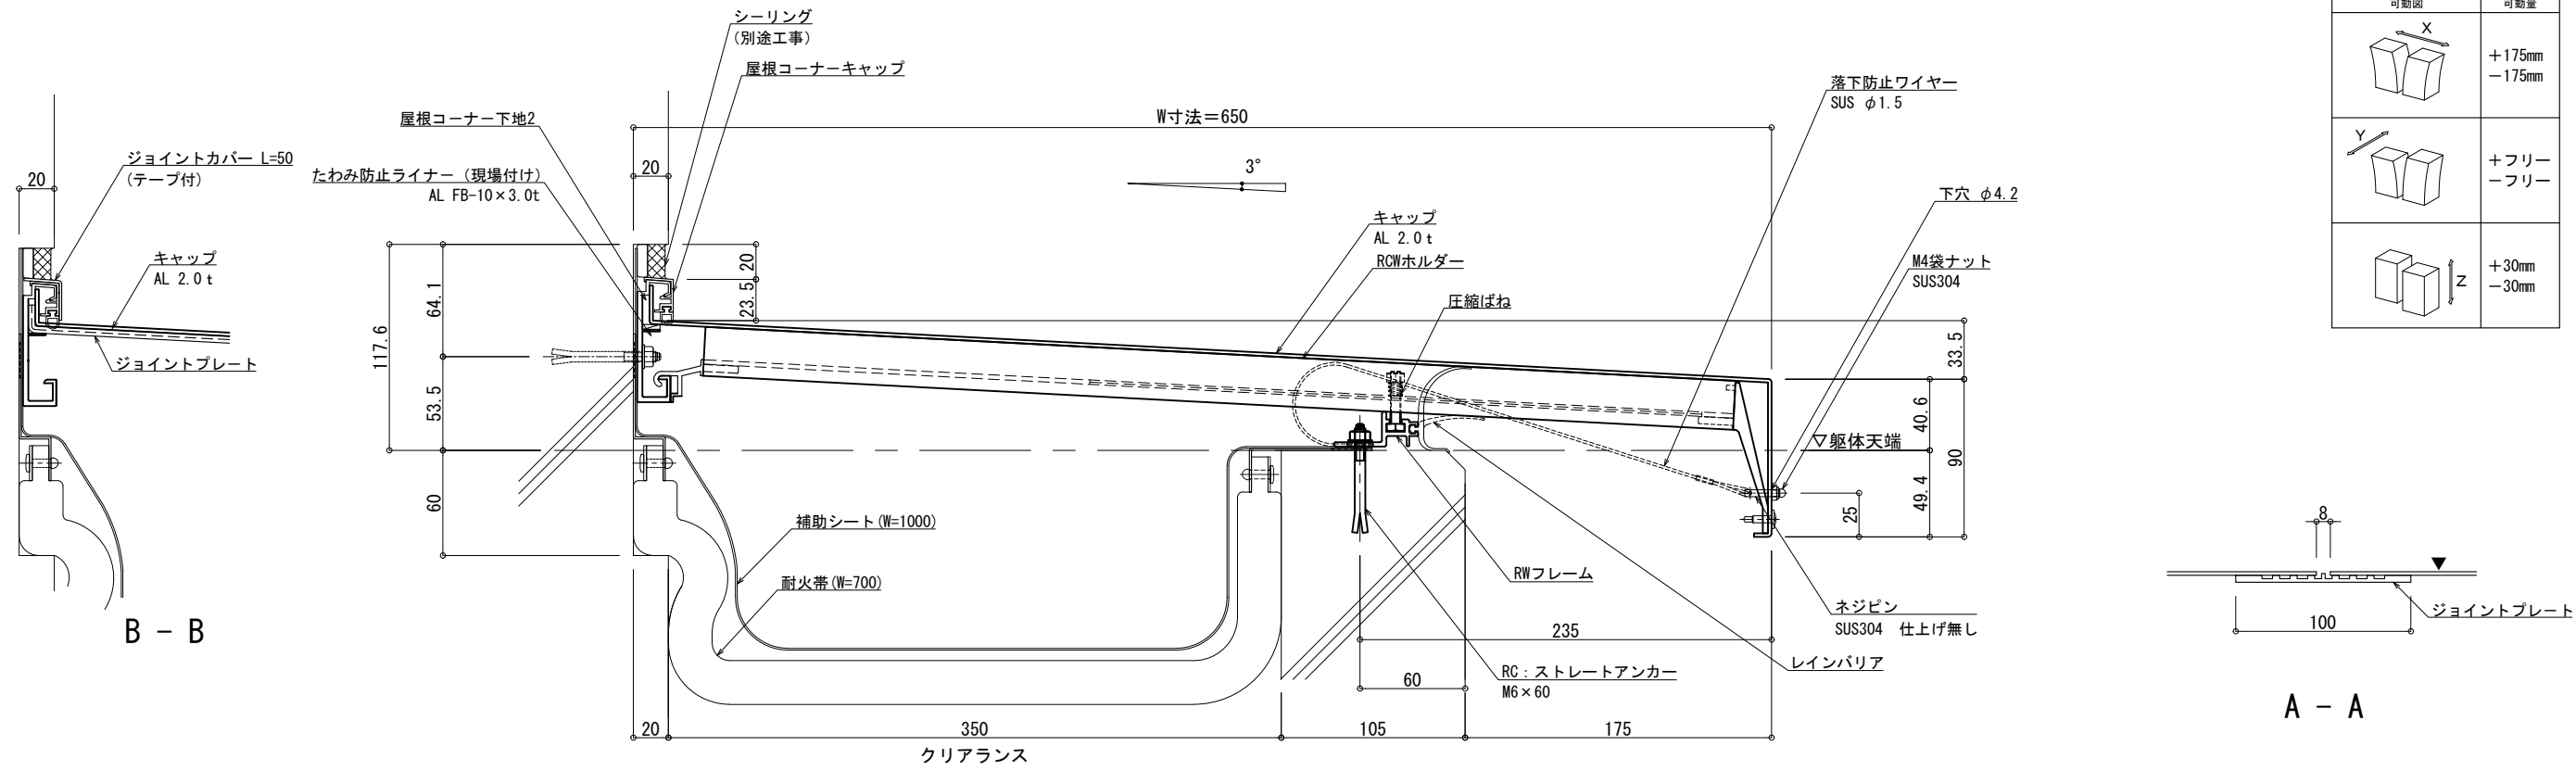 可動図
可動量
X
+175mm
−175mm
Y
+フリー
−フリー
Z
+30mm
−30mm
シーリング
(別途工事)
屋根コーナーキャップ
屋根コーナー下地2
たわみ防止ライナー (現場付け)
AL FB-10×3.0t
ジョイントカバー L=50
(テープ付)
20
キャップ
AL 2.0t
ジョイントプレート
B − B
W寸法=650
20
3°
落下防止ワイヤー
SUS φ1.5
下穴 φ4.2
キャップ
AL 2.0t
RCWホルダー
圧縮ばね
M4袋ナット
SUS304
20
23.5
64.1
117.6
53.5
60
33.5
40.6
▽躯体天端
90
49.4
25
補助シート(W=1000)
耐火帯(W=700)
RWフレーム
ネジピン
SUS304 仕上げ無し
235
レインバリア
RC:ストレートアンカー
M6×60
60
20
350
105
175
クリアランス
8
ジョイントプレート
100
A − A